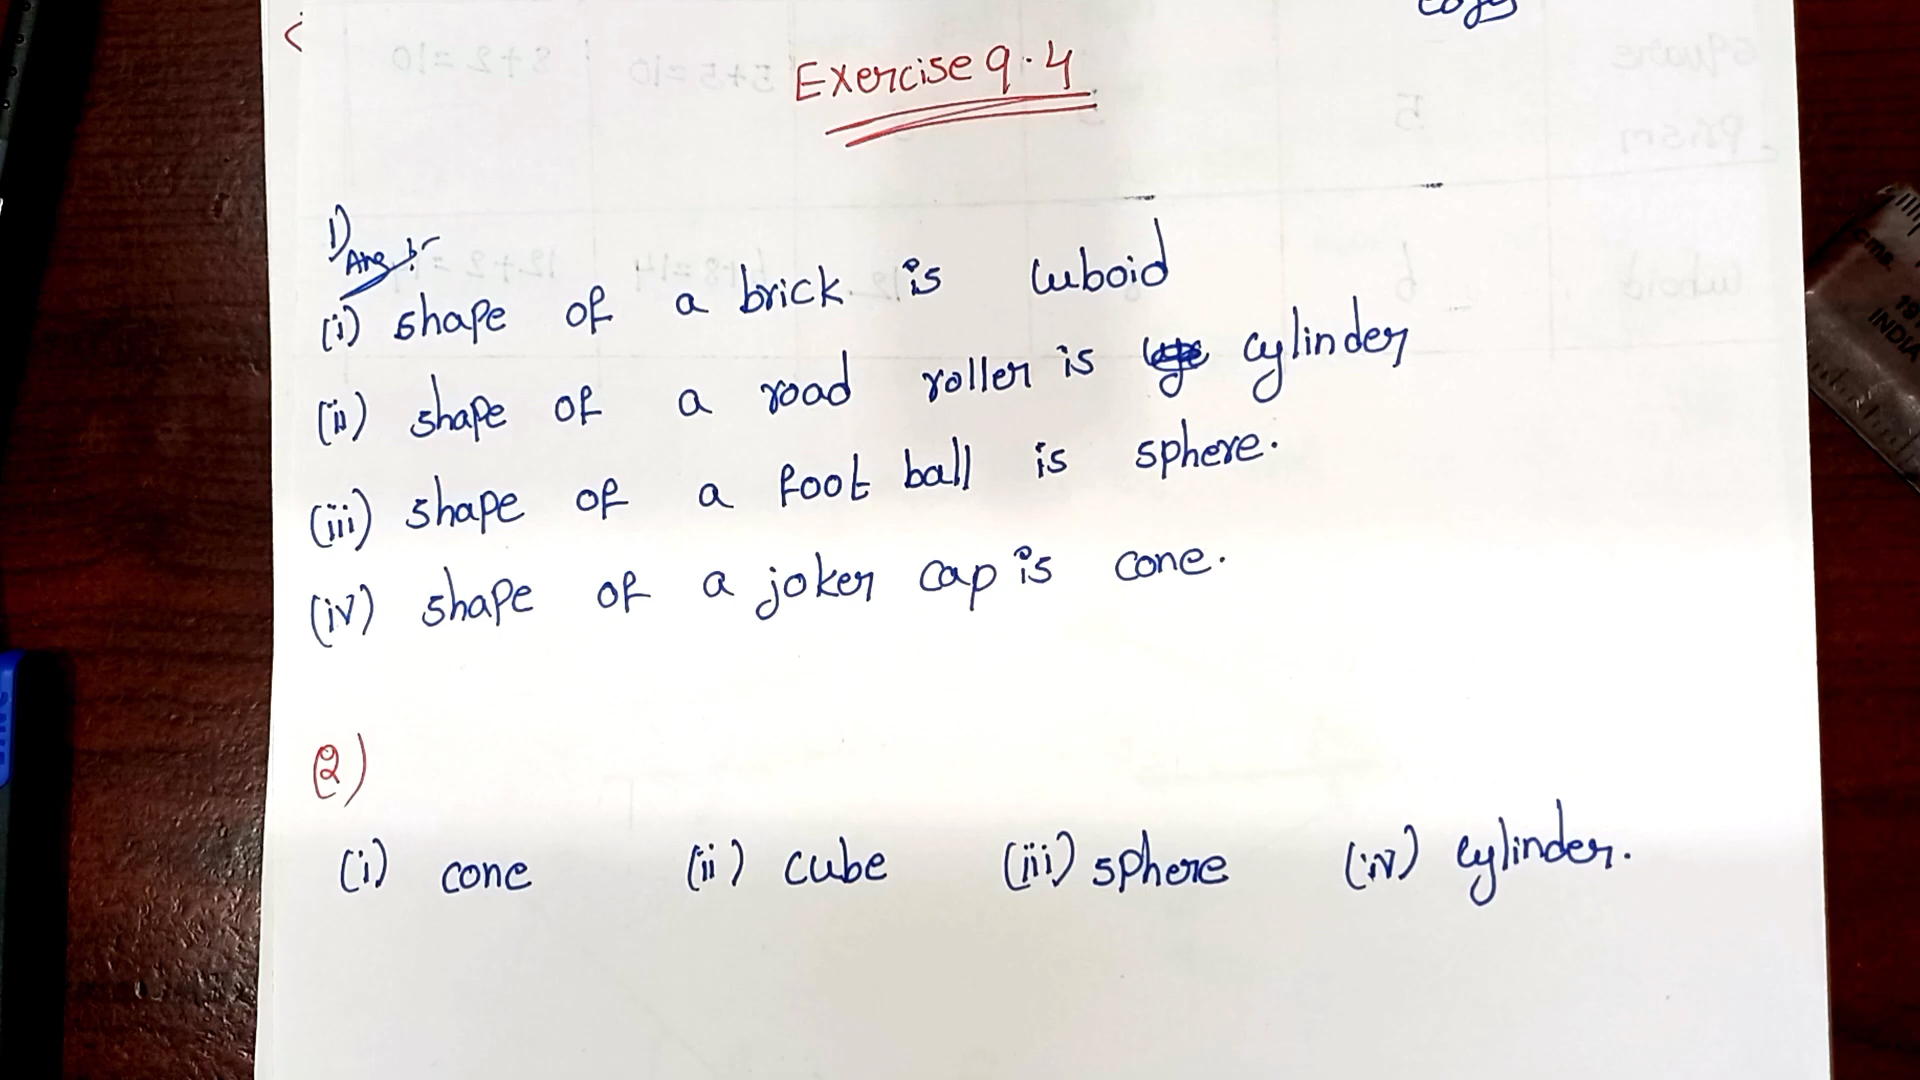 Exercise 9.4
1) Ans :-
(i) shape of a brick is cuboid
(ii) shape of a road roller is cylinder
(iii) shape of a foot ball is sphere.
(iv) shape of a joker cap is cone.
2)
(i) cone (ii) cube (iii) sphere (iv) cylinder.
cms.
INDIA